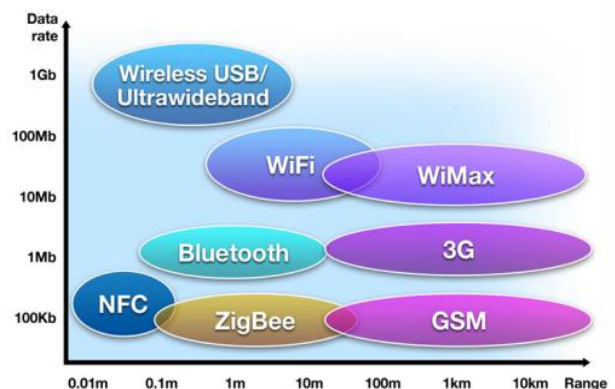 Data
rate
1Gb
100Mb
10Mb
1Mb
100Kb
Wireless USB/
Ultrawideband
WiFi
WiMax
Bluetooth
3G
NFC
ZigBee
GSM
0.01m 0.1m 1m 10m 100m 1km 10km Range